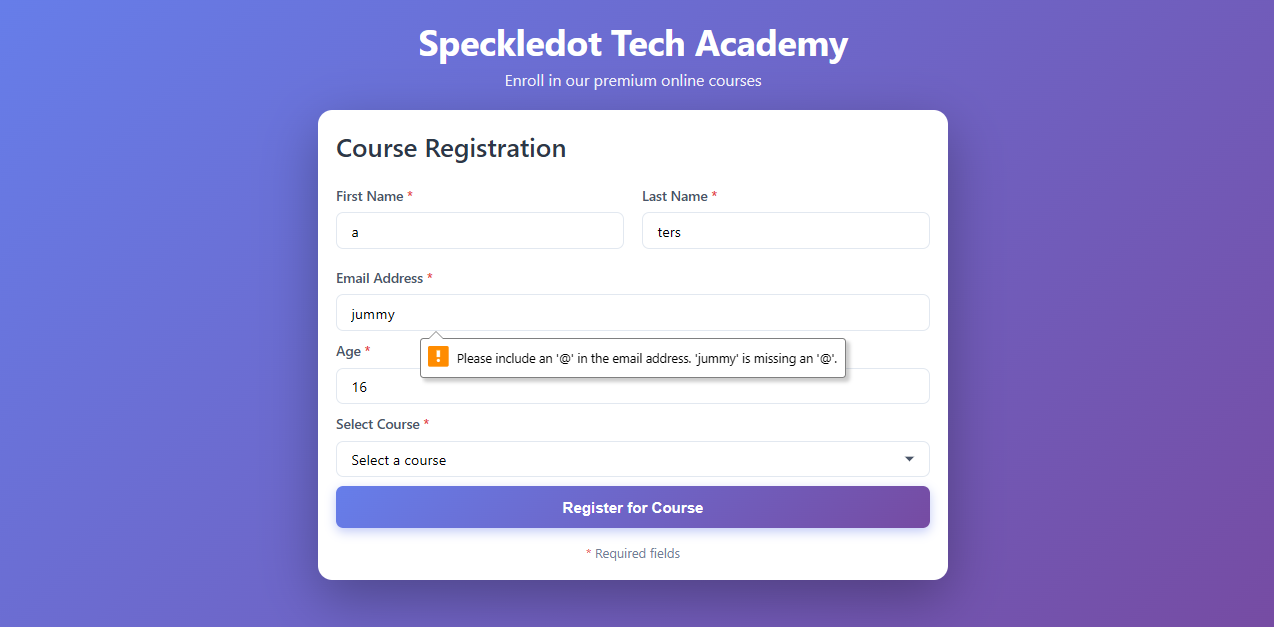 Speckledot Tech Academy
Enroll in our premium online courses
Course Registration
First Name * Last Name *
a ters
Email Address *
jummy
Please include an '@' in the email address. 'jummy' is missing an '@'.
Age *
16
Select Course *
Select a course
Register for Course
* Required fields